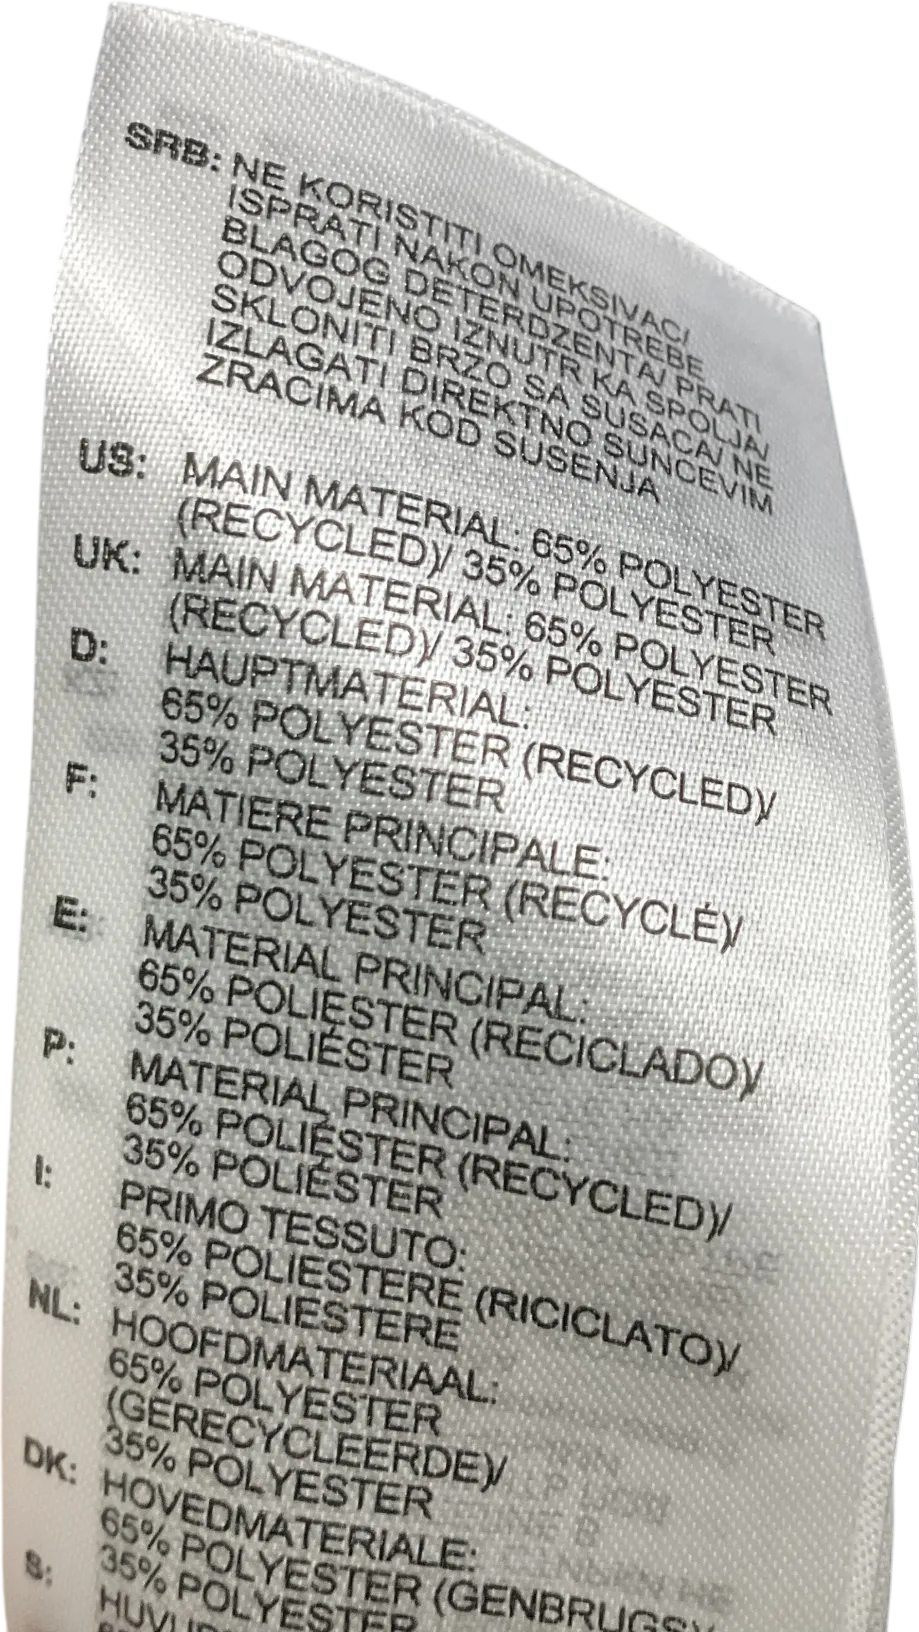 SRB: NE KORISTITI OMEKSIVAC/
ISPRATI NAKON UPOTREBE
BLAGOG DETERDZENTA/ PRATI
ODVOJENO IZNUTR KA SPOLJA/
SKLONITI BRZO SA SUSACA/ NE
IZLAGATI DIREKTNO SUNCEVIM
ZRACIMA KOD SUSENJA
US: MAIN MATERIAL: 65% POLYESTER
(RECYCLED)/ 35% POLYESTER
UK: MAIN MATERIAL: 65% POLYESTER
(RECYCLED)/ 35% POLYESTER
D: HAUPTMATERIAL:
65% POLYESTER (RECYCLED)/
35% POLYESTER
F: MATIERE PRINCIPALE:
65% POLYESTER (RECYCLÉ)/
35% POLYESTER
E: MATERIAL PRINCIPAL:
65% POLIÉSTER (RECICLADO)/
35% POLIÉSTER
P: MATERIAL PRINCIPAL:
65% POLIÉSTER (RECYCLED)/
35% POLIÉSTER
I: PRIMO TESSUTO:
65% POLIESTERE (RICICLATO)/
35% POLIESTERE
NL: HOOFDMATERIAAL:
65% POLYESTER
(GERECYCLEERDE)/
35% POLYESTER
DK: HOVEDMATERIALE:
65% POLYESTER (GENBRUGS)/
35% POLYESTER
S: